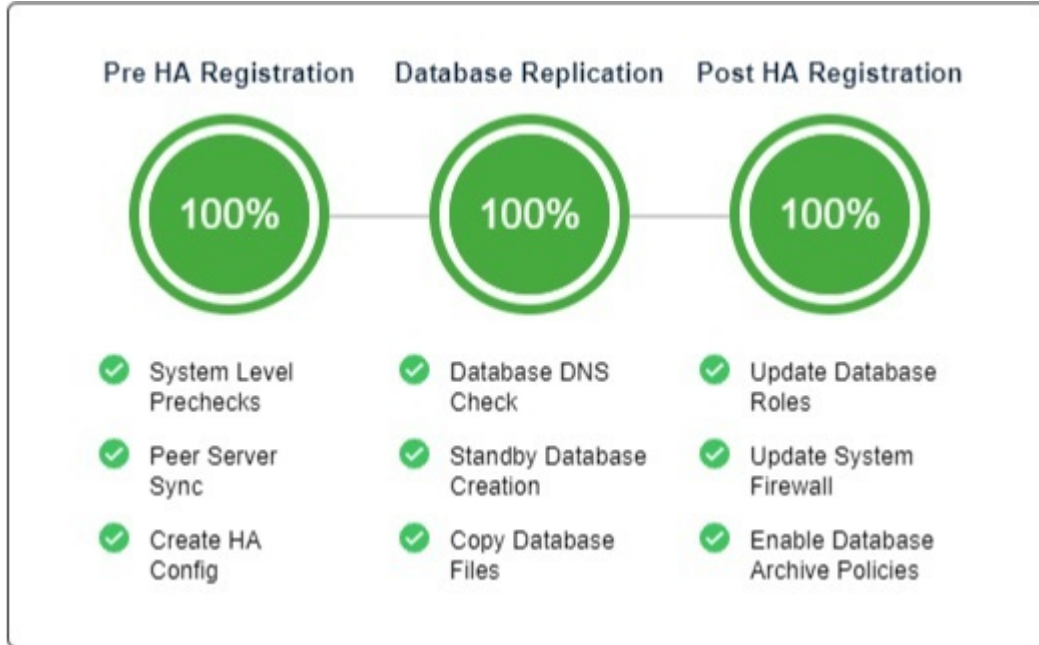 Pre HA Registration
Database Replication
Post HA Registration
100%
100%
100%
System Level
Prechecks
Peer Server
Sync
Create HA
Config
Database DNS
Check
Standby Database
Creation
Copy Database
Files
Update Database
Roles
Update System
Firewall
Enable Database
Archive Policies